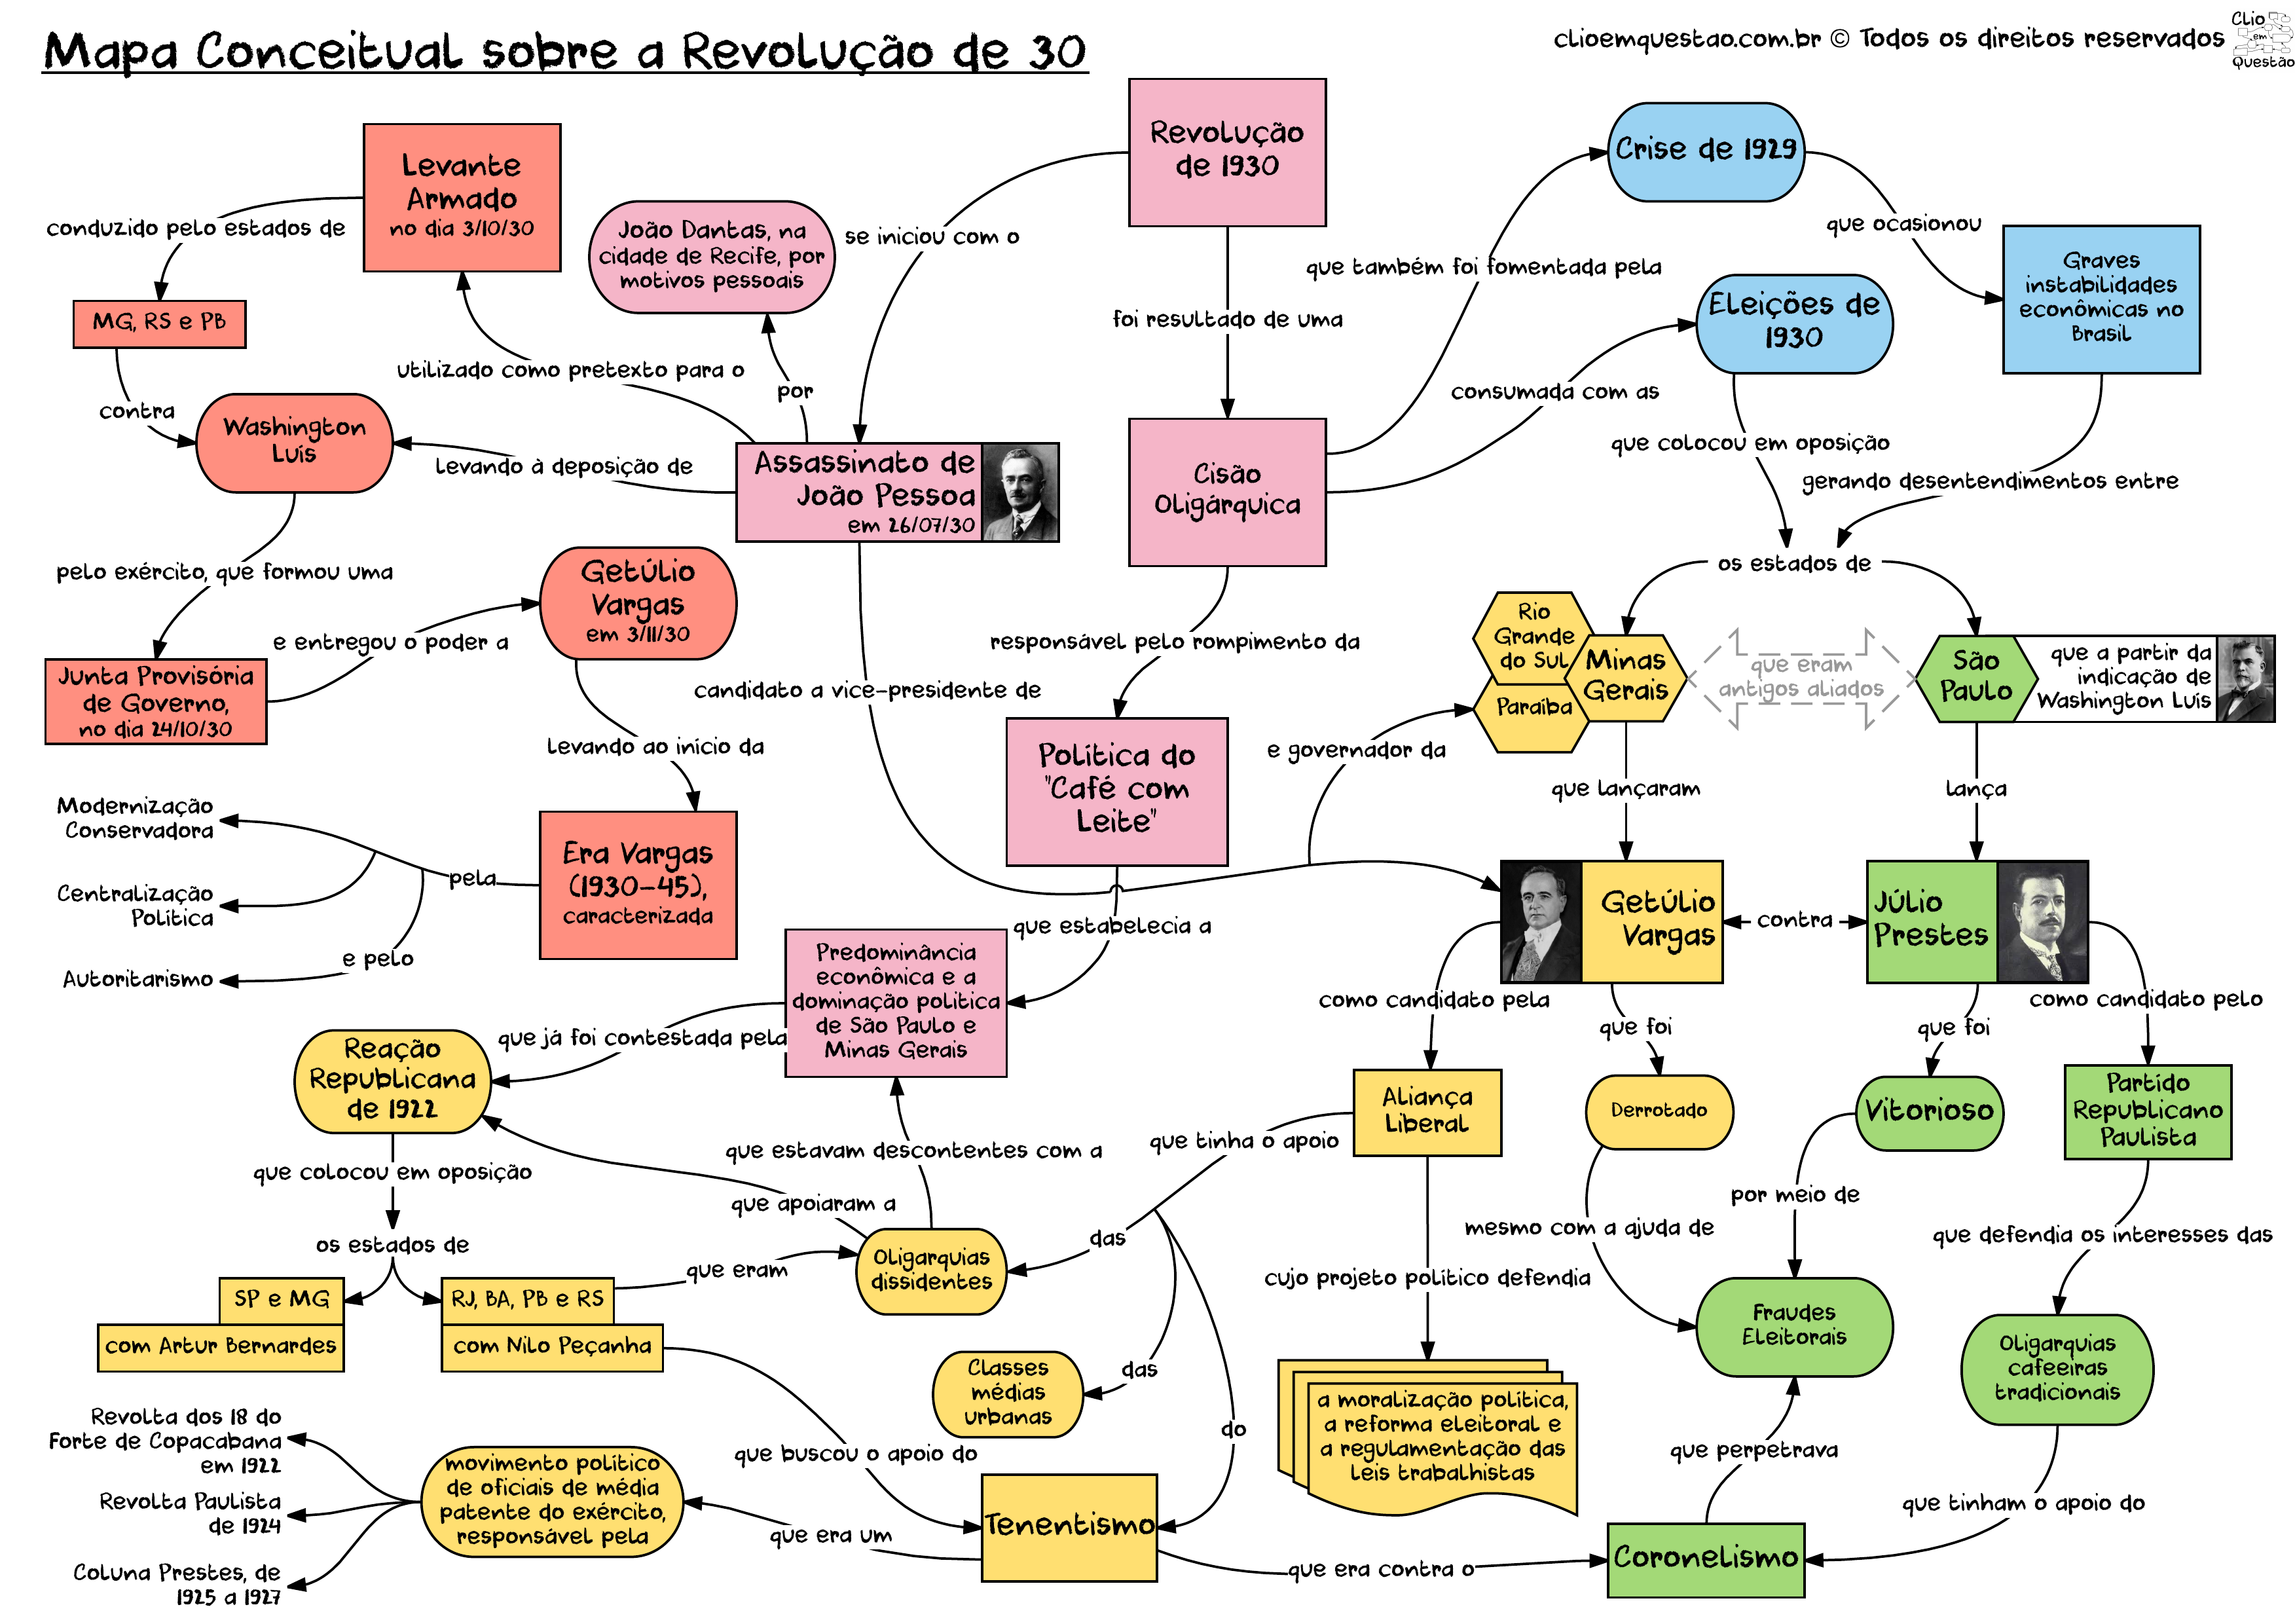 Mapa Conceitual sobre a Revolução de 30
clioemquestao.com.br © Todos os direitos reservados
Clio
em
Questão
Revolução
de 1930
se iniciou com o
foi resultado de uma
Levante
Armado
no dia 3/10/30
conduzido pelo estados de
MG, RS e PB
contra
Washington
Luís
João Dantas, na
cidade de Recife, por
motivos pessoais
por
utilizado como pretexto para o
levando à deposição de
Assassinato de
João Pessoa
em 26/07/30
pelo exército, que formou uma
Junta Provisória
de Governo,
no dia 24/10/30
e entregou o poder a
Getúlio
Vargas
em 3/11/30
levando ao início da
Era Vargas
(1930-45),
caracterizada
pela
Modernização
Conservadora
Centralização
Política
e pelo
Autoritarismo
candidato a vice-presidente de
e governador da
Cisão
Oligárquica
que também foi fomentada pela
consumada com as
Crise de 1929
que ocasionou
Graves
instabilidades
econômicas no
Brasil
Eleições de
1930
que colocou em oposição
gerando desentendimentos entre
os estados de
Rio
Grande
do Sul
Paraíba
Minas
Gerais
que eram
antigos aliados
São
Paulo
que a partir da
indicação de
Washington Luís
que lançaram
lança
Getúlio
Vargas
contra
Júlio
Prestes
responsável pelo rompimento da
Política do
"Café com
Leite"
que estabelecia a
Predominância
econômica e a
dominação política
de São Paulo e
Minas Gerais
que já foi contestada pela
Reação
Republicana
de 1922
que colocou em oposição
os estados de
SP e MG
com Artur Bernardes
RJ, BA, PB e RS
com Nilo Peçanha
que eram
que apoiaram a
que estavam descontentes com a
Oligarquias
dissidentes
como candidato pela
que foi
que foi
como candidato pelo
Aliança
Liberal
Derrotado
Vitorioso
Partido
Republicano
Paulista
que tinha o apoio
das
das
do
Classes
médias
urbanas
cujo projeto político defendia
a moralização política,
a reforma eleitoral e
a regulamentação das
leis trabalhistas
mesmo com a ajuda de
por meio de
Fraudes
Eleitorais
que defendia os interesses das
Oligarquias
cafeeiras
tradicionais
que perpetrava
que tinham o apoio do
Coronelismo
que buscou o apoio do
Tenentismo
que era contra o
que era um
movimento político
de oficiais de média
patente do exército,
responsável pela
Revolta dos 18 do
Forte de Copacabana
em 1922
Revolta Paulista
de 1924
Coluna Prestes, de
1925 a 1927